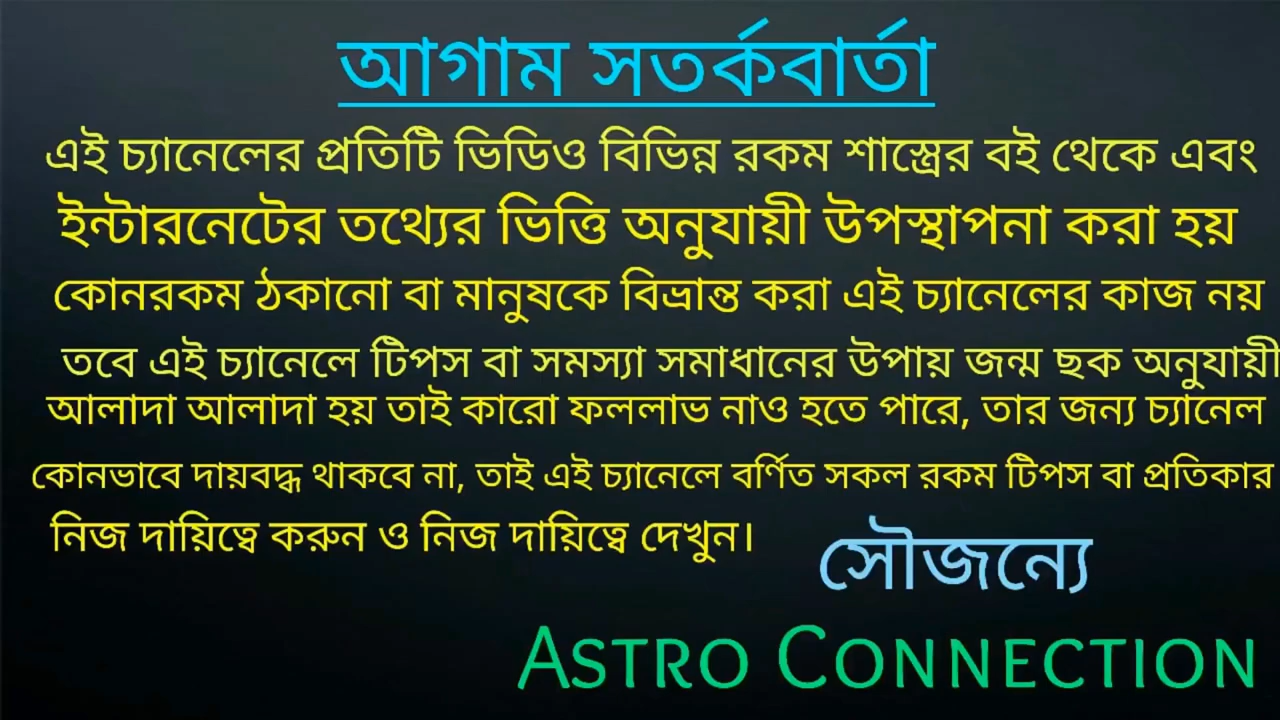 আগাম সতর্কবার্তা
এই চ্যানেলের প্রতিটি ভিডিও বিভিন্ন রকম শাস্ত্রের বই থেকে এবং
ইন্টারনেটের তথ্যের ভিত্তি অনুযায়ী উপস্থাপনা করা হয়
কোনরকম ঠকানো বা মানুষকে বিভ্রান্ত করা এই চ্যানেলের কাজ নয়
তবে এই চ্যানেলে টিপস বা সমস্যা সমাধানের উপায় জন্ম ছক অনুযায়ী
আলাদা আলাদা হয় তাই কারো ফললাভ নাও হতে পারে, তার জন্য চ্যানেল
কোনভাবে দায়বদ্ধ থাকবে না, তাই এই চ্যানেলে বর্ণিত সকল রকম টিপস বা প্রতিকার
নিজ দায়িত্বে করুন ও নিজ দায়িত্বে দেখুন।
সৌজন্যে
ASTRO CONNECTION